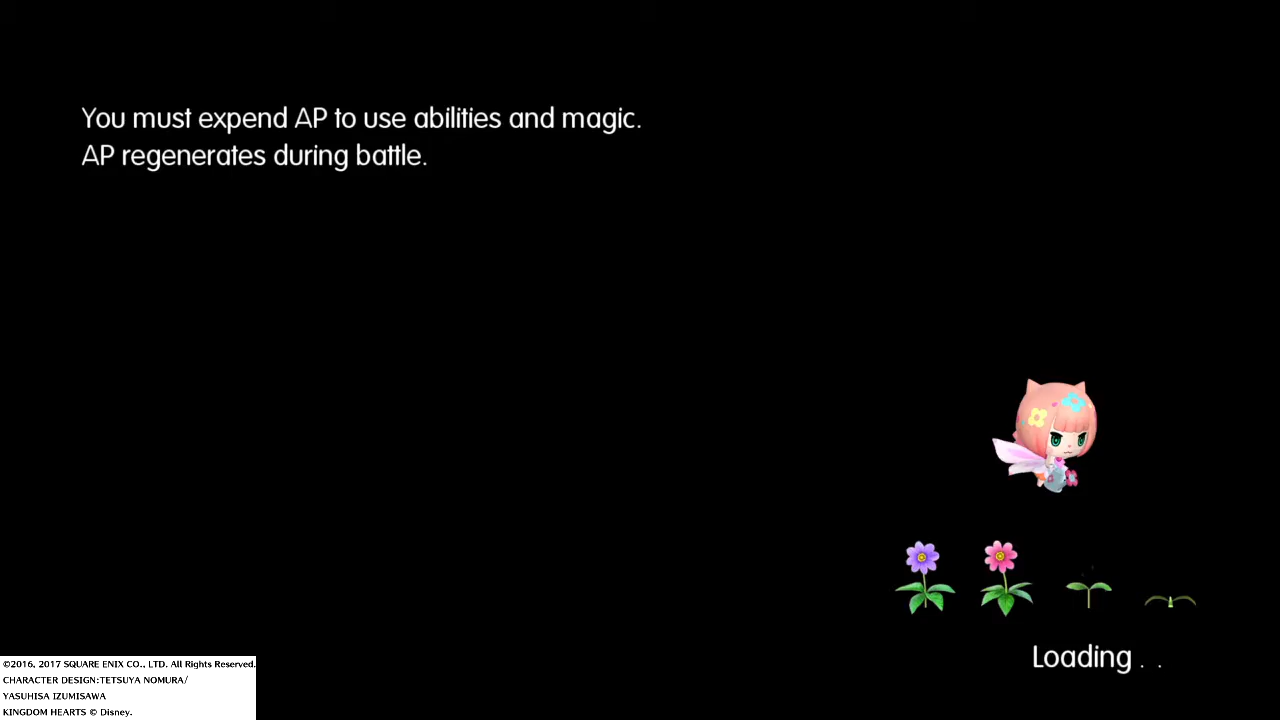 You must expend AP to use abilities and magic.
AP regenerates during battle.
Loading . .
©2016, 2017 SQUARE ENIX CO., LTD. All Rights Reserved.
CHARACTER DESIGN:TETSUYA NOMURA/
YASUHISA IZUMISAWA
KINGDOM HEARTS © Disney.